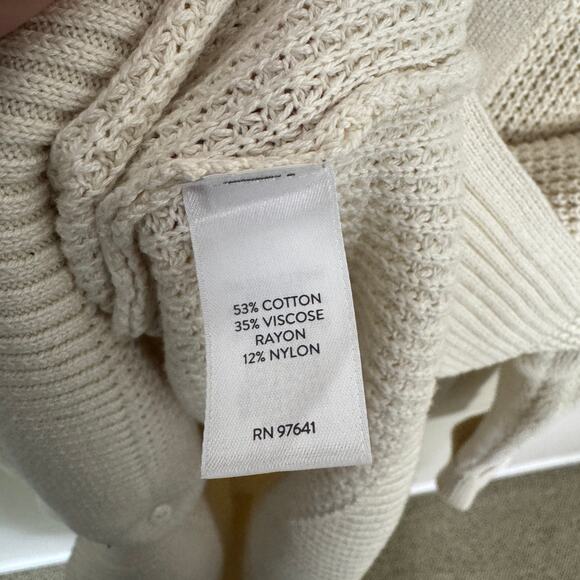 53% COTTON
35% VISCOSE
RAYON
12% NYLON
RN 97641